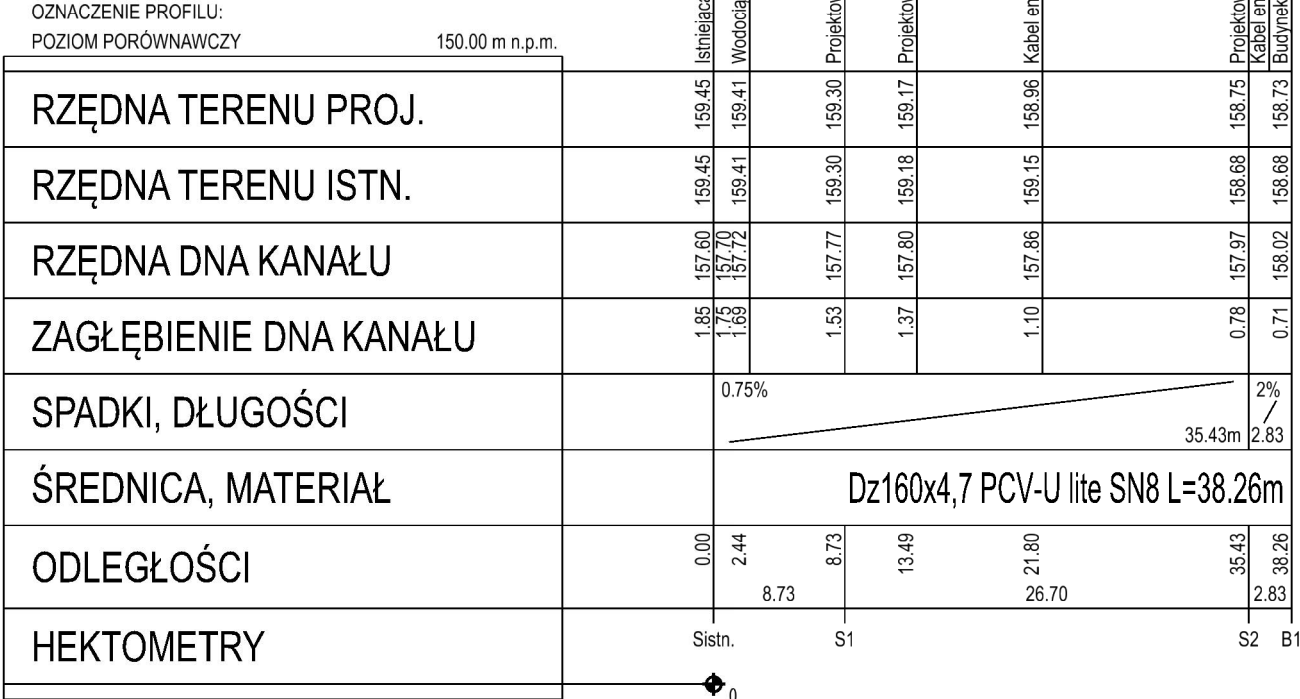 OZNACZENIE PROFILU:
POZIOM PORÓWNAWCZY 150.00 m n.p.m.
Istniejąca
Wodocią
Projektow
Projektow
Kabel en
Projektow
Kabel en
Budynek
RZĘDNA TERENU PROJ. 159.45 159.41 159.30 159.17 158.96 158.75 158.73
RZĘDNA TERENU ISTN. 159.45 159.41 159.30 159.18 159.15 158.68 158.68
RZĘDNA DNA KANAŁU 157.60 157.70 157.72 157.77 157.80 157.86 157.97 158.02
ZAGŁĘBIENIE DNA KANAŁU 1.85 1.75 1.69 1.53 1.37 1.10 0.78 0.71
SPADKI, DŁUGOŚCI 0.75% 35.43m 2% 2.83
ŚREDNICA, MATERIAŁ Dz160x4,7 PCV-U lite SN8 L=38.26m
ODLEGŁOŚCI 0.00 2.44 8.73 13.49 21.80 35.43 38.26
8.73 26.70 2.83
HEKTOMETRY Sistn. S1 S2 B1
0